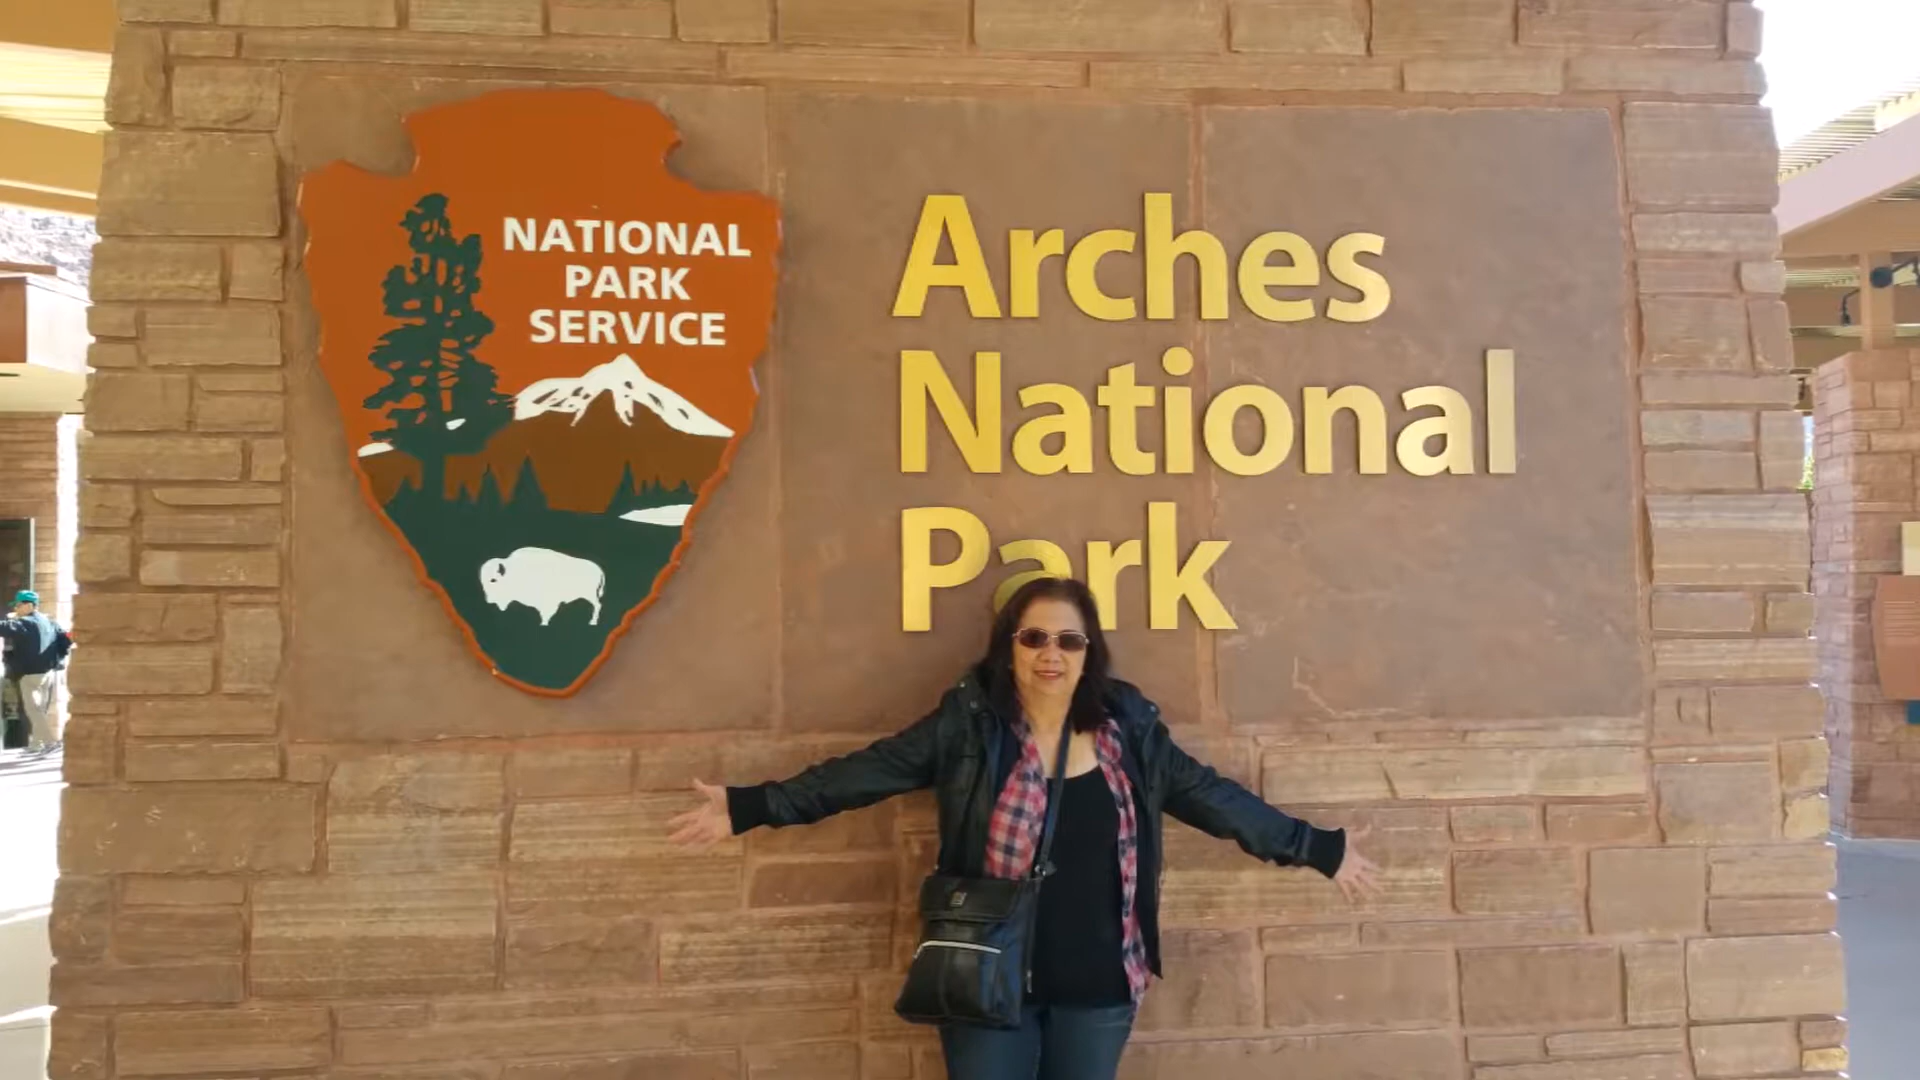 NATIONAL
PARK
SERVICE
Arches
National
Park